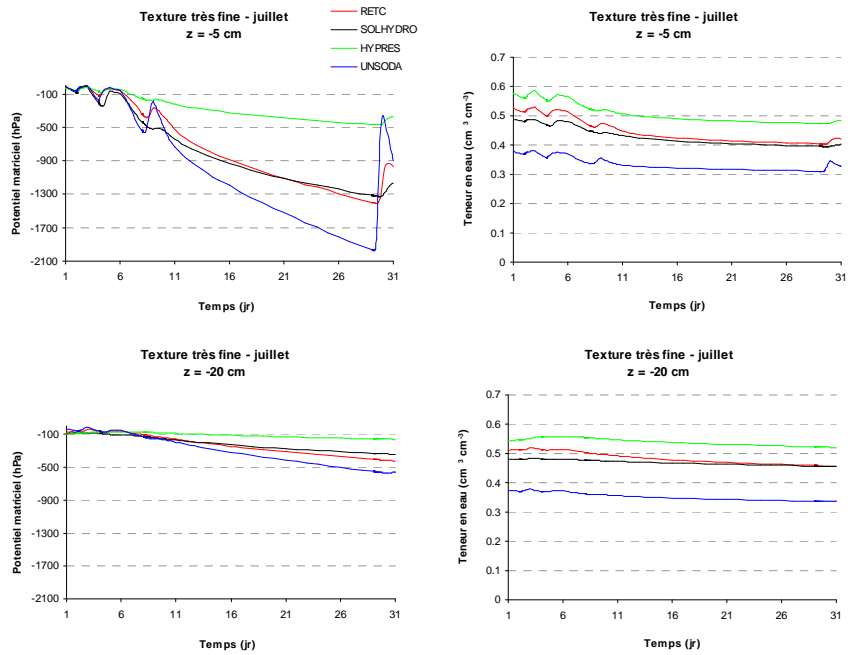 Texture très fine - juillet
z = -5 cm
RETC
SOLHYDRO
HYPRES
UNSODA
Potentiel matriciel (hPa)
-100
-500
-900
-1300
-1700
-2100
1 6 11 16 21 26 31
Temps (jr)
Texture très fine - juillet
z = -5 cm
Teneur en eau (cm³ cm⁻³)
0.7
0.6
0.5
0.4
0.3
0.2
0.1
0
1 6 11 16 21 26 31
Temps (jr)
Texture très fine - juillet
z = -20 cm
Potentiel matriciel (hPa)
-100
-500
-900
-1300
-1700
-2100
1 6 11 16 21 26 31
Temps (jr)
Texture très fine - juillet
z = -20 cm
Teneur en eau (cm³ cm⁻³)
0.7
0.6
0.5
0.4
0.3
0.2
0.1
0
1 6 11 16 21 26 31
Temps (jr)